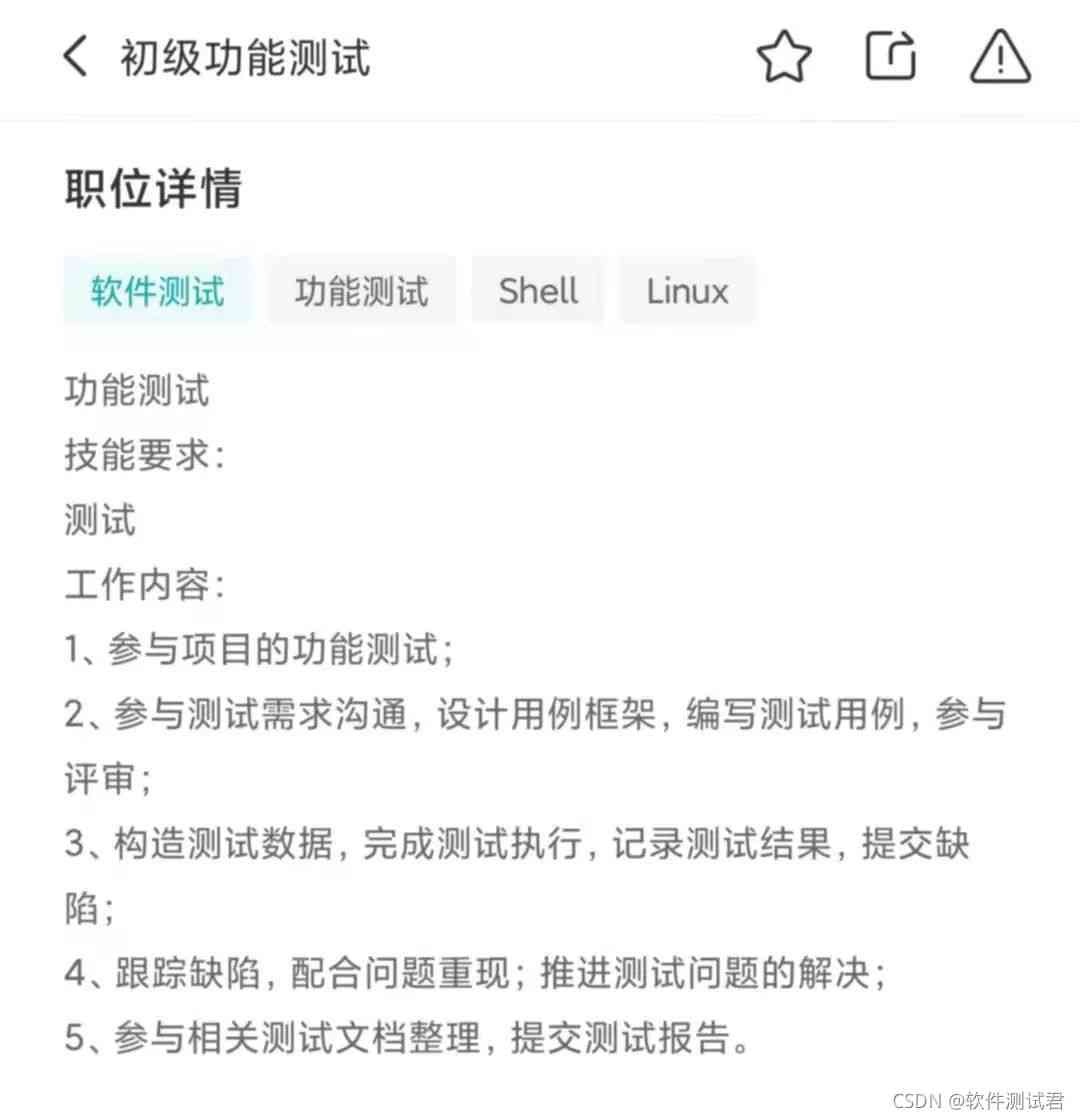 初级功能测试
职位详情
软件测试 功能测试 Shell Linux
功能测试
技能要求：
测试
工作内容：
1、参与项目的功能测试；
2、参与测试需求沟通，设计用例框架，编写测试用例，参与
评审；
3、构造测试数据，完成测试执行，记录测试结果，提交缺
陷；
4、跟踪缺陷，配合问题重现；推进测试问题的解决；
5、参与相关测试文档整理，提交测试报告。
CSDN @软件测试君